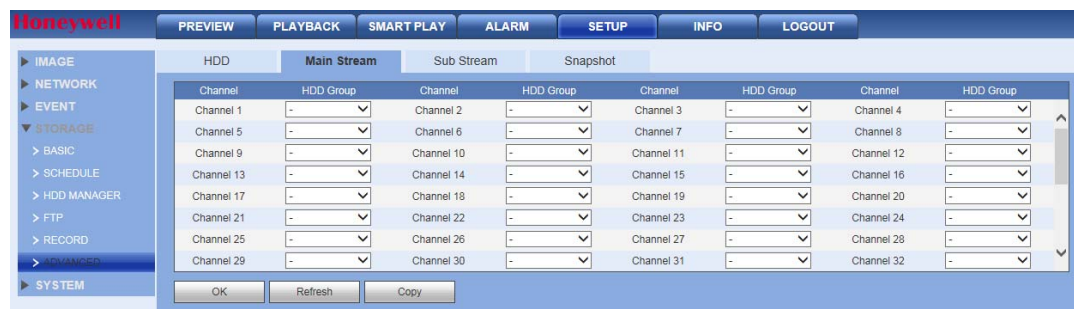 Honeywell
PREVIEW PLAYBACK SMART PLAY ALARM SETUP INFO LOGOUT
IMAGE
NETWORK
EVENT
STORAGE
BASIC
SCHEDULE
HDD MANAGER
FTP
RECORD
ADVANCED
SYSTEM
HDD Main Stream Sub Stream Snapshot
Channel HDD Group Channel HDD Group Channel HDD Group Channel HDD Group
Channel 1 - Channel 2 - Channel 3 - Channel 4 -
Channel 5 - Channel 6 - Channel 7 - Channel 8 -
Channel 9 - Channel 10 - Channel 11 - Channel 12 -
Channel 13 - Channel 14 - Channel 15 - Channel 16 -
Channel 17 - Channel 18 - Channel 19 - Channel 20 -
Channel 21 - Channel 22 - Channel 23 - Channel 24 -
Channel 25 - Channel 26 - Channel 27 - Channel 28 -
Channel 29 - Channel 30 - Channel 31 - Channel 32 -
OK Refresh Copy